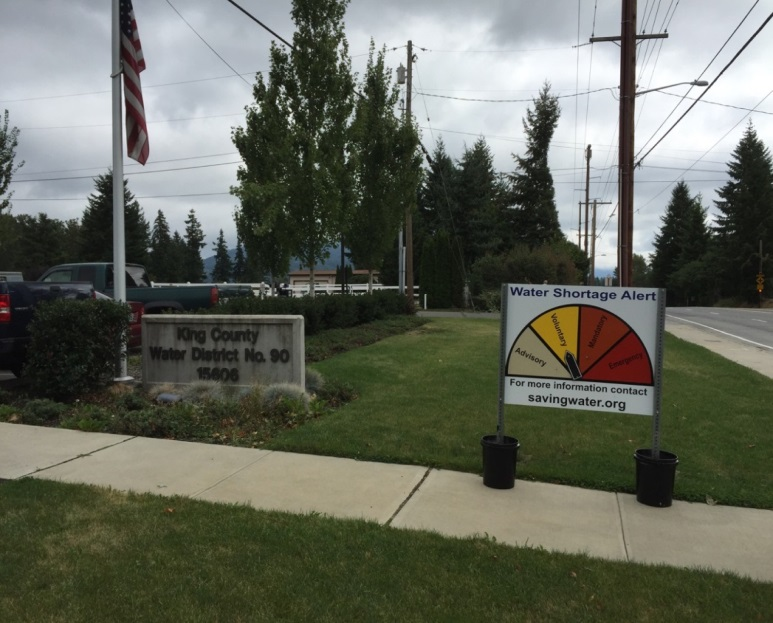 King County
Water District No. 90
15606
Water Shortage Alert
Advisory
Voluntary
Mandatory
Emergency
For more information contact
savingwater.org